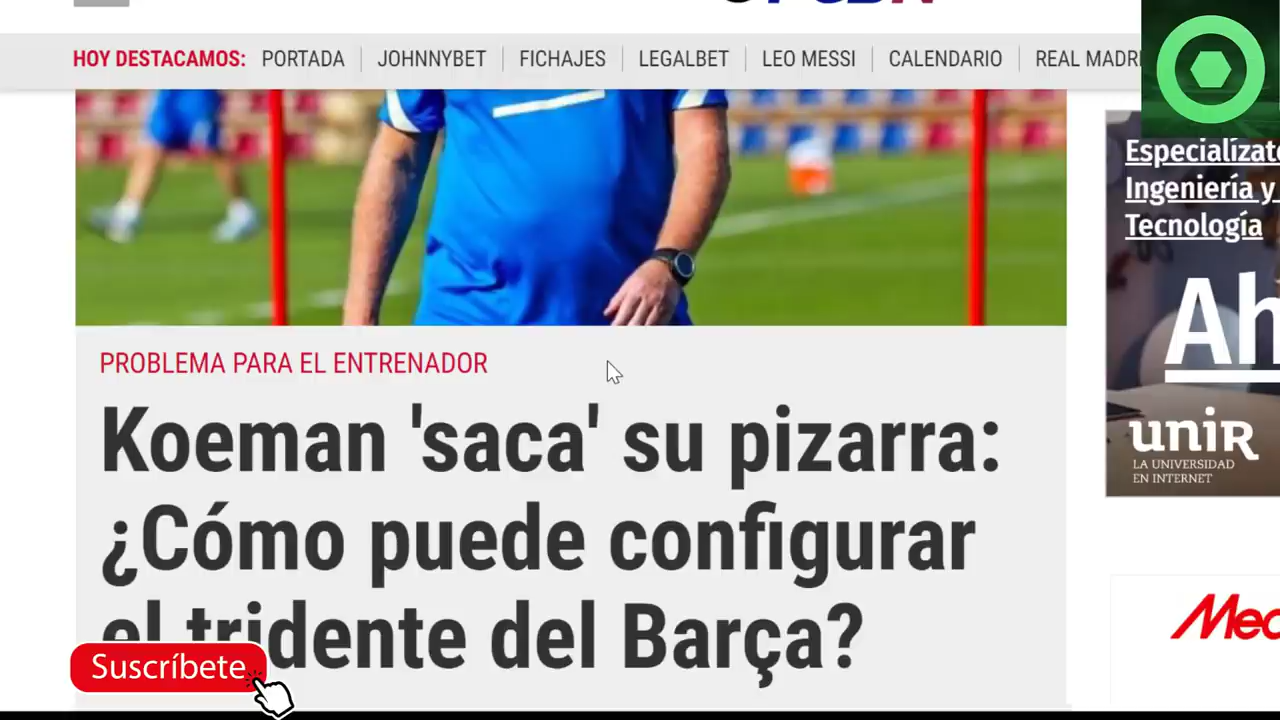 HOY DESTACAMOS: PORTADA JOHNNYBET FICHAJES LEGALBET LEO MESSI CALENDARIO REAL
Especialízate
Ingeniería y
Tecnología
unir
LA UNIVERSIDAD
EN INTERNET
PROBLEMA PARA EL ENTRENADOR
Koeman 'saca' su pizarra:
¿Cómo puede configurar
el tridente del Barça?
Suscríbete